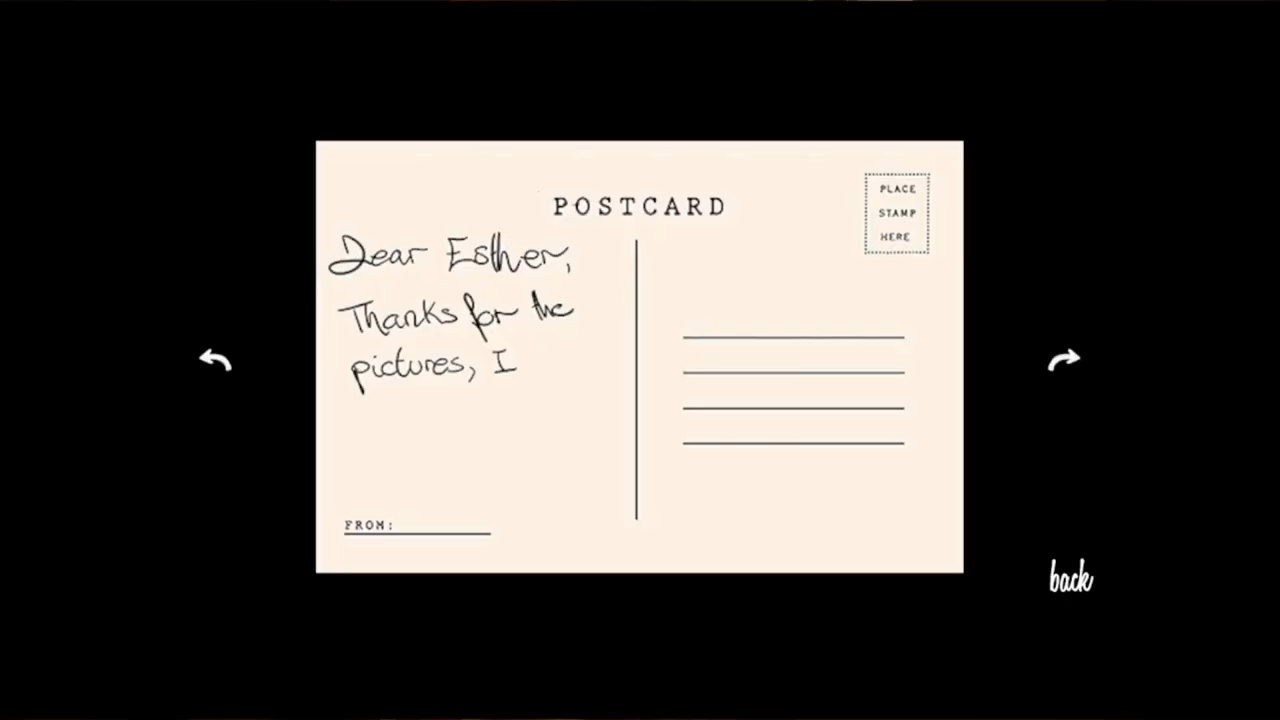 POSTCARD
PLACE
STAMP
HERE
Dear Esther,
Thanks for the
pictures, I
FROM:
back